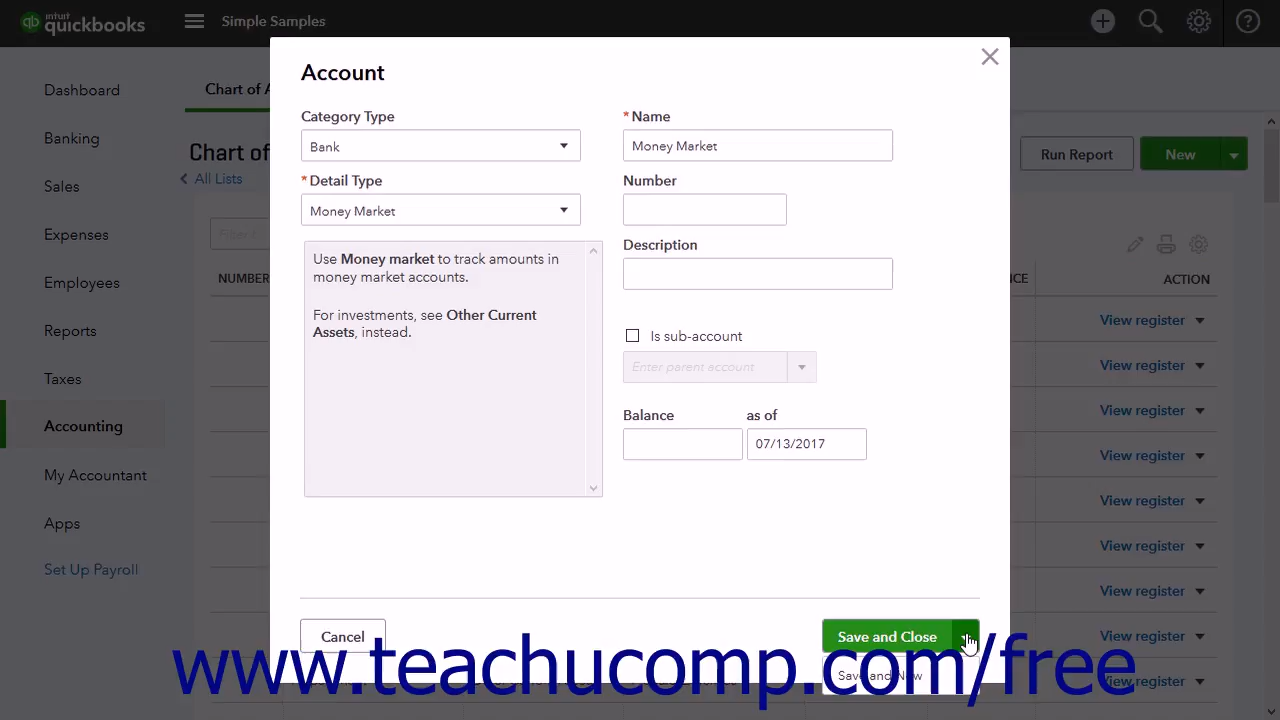 intuit
quickbooks
Simple Samples
Dashboard
Banking
Sales
Expenses
Employees
Reports
Taxes
Accounting
My Accountant
Apps
Set Up Payroll
Chart of A
Chart of
All Lists
Run Report
New
Filter
NUMBER
NCE
ACTION
View register
View register
View register
View register
View register
View register
View register
View register
View register
Account
Category Type
Bank
* Detail Type
Money Market
Use Money market to track amounts in
money market accounts.
For investments, see Other Current
Assets, instead.
* Name
Money Market
Number
Description
Is sub-account
Enter parent account
Balance
as of
07/13/2017
Cancel
Save and Close
Save and New
www.teachucomp.com/free